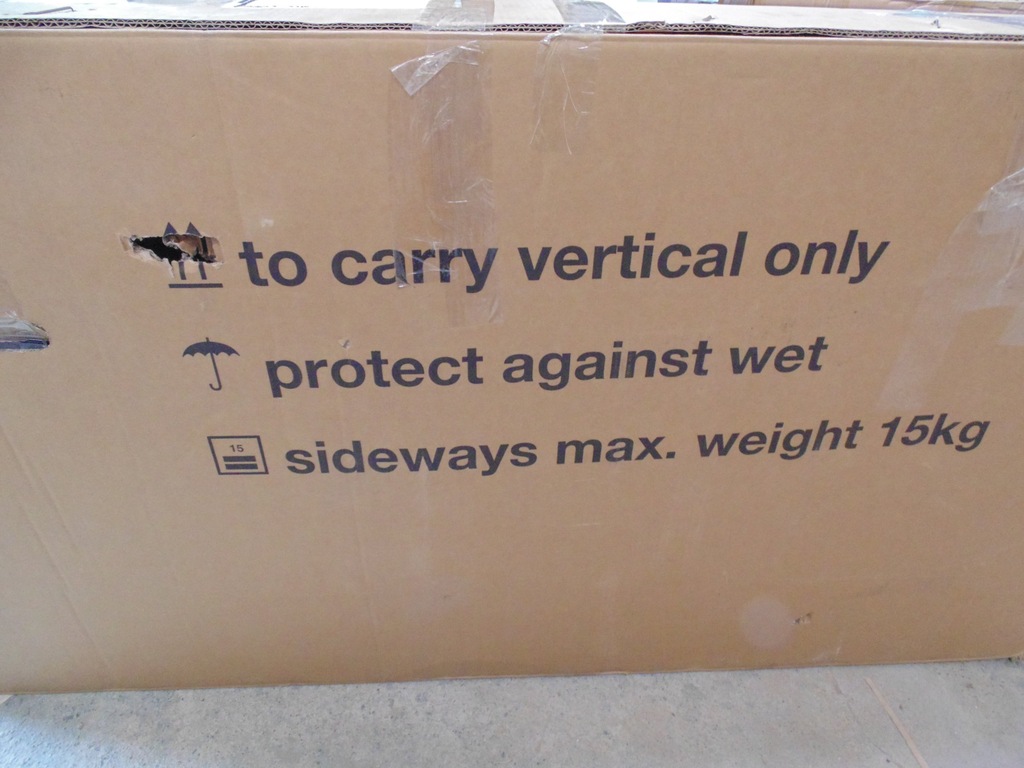 to carry vertical only
protect against wet
15
sideways max. weight 15kg